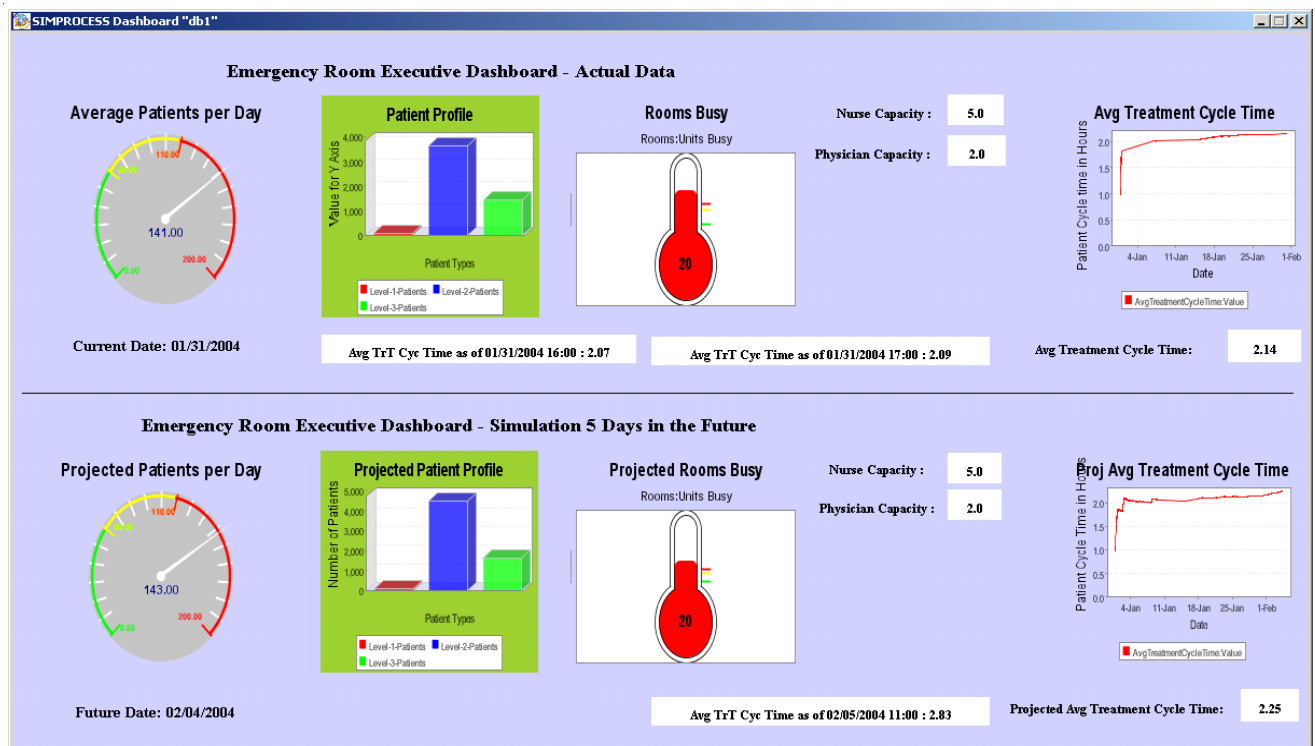 SIMPROCESS Dashboard "db1"
Emergency Room Executive Dashboard - Actual Data
Average Patients per Day
110.00
141.00
200.00
0.00
Current Date: 01/31/2004
Patient Profile
Value for Y Axis
4,000
3,000
2,000
1,000
0
Patient Types
Level-1-Patients Level-2-Patients
Level-3-Patients
Avg TrT Cyc Time as of 01/31/2004 16:00 : 2.07
Rooms Busy
Rooms:Units Busy
20
Avg TrT Cyc Time as of 01/31/2004 17:00 : 2.09
Nurse Capacity : 5.0
Physician Capacity : 2.0
Avg Treatment Cycle Time
Patient Cycle time in Hours
2.0
1.5
1.0
0.5
0.0
4-Jan 11-Jan 18-Jan 25-Jan 1-Feb
Date
AvgTreatmentCycleTime:Value
Avg Treatment Cycle Time: 2.14
Emergency Room Executive Dashboard - Simulation 5 Days in the Future
Projected Patients per Day
110.00
143.00
200.00
0.00
Future Date: 02/04/2004
Projected Patient Profile
Number of Patients
5,000
4,000
3,000
2,000
1,000
0
Patient Types
Level-1-Patients Level-2-Patients
Level-3-Patients
Projected Rooms Busy
Rooms:Units Busy
20
Avg TrT Cyc Time as of 02/05/2004 11:00 : 2.83
Nurse Capacity : 5.0
Physician Capacity : 2.0
Proj Avg Treatment Cycle Time
Patient Cycle Time in Hours
2.0
1.5
1.0
0.5
0.0
4-Jan 11-Jan 18-Jan 25-Jan 1-Feb
Date
AvgTreatmentCycleTime:Value
Projected Avg Treatment Cycle Time: 2.25